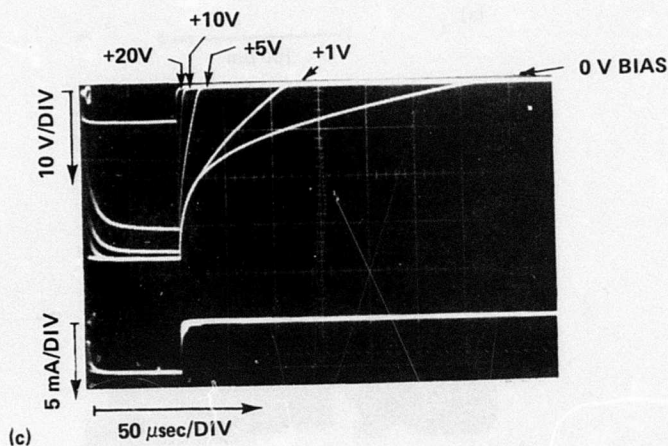 +10V
+20V
+5V
+1V
0 V BIAS
10 V/DIV
5 mA/DIV
50 μsec/DIV
(c)